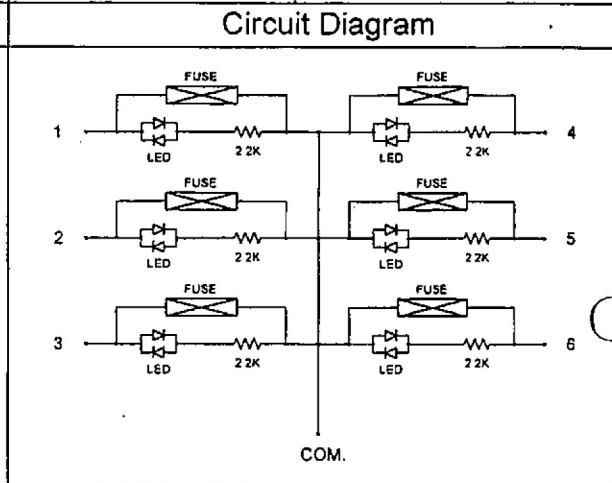 Circuit Diagram
FUSE FUSE
1 4
LED 2 2K LED 2 2K
FUSE FUSE
2 5
LED 2 2K LED 2 2K
FUSE FUSE
3 6
LED 2 2K LED 2 2K
COM.